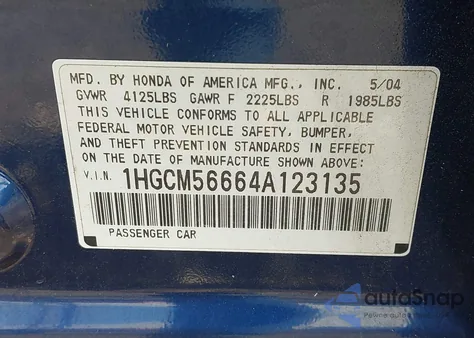 MFD. BY HONDA OF AMERICA MFG., INC. 5/04
GVWR 4125LBS GAWR F 2225LBS R 1985LBS
THIS VEHICLE CONFORMS TO ALL APPLICABLE
FEDERAL MOTOR VEHICLE SAFETY, BUMPER,
AND THEFT PREVENTION STANDARDS IN EFFECT
ON THE DATE OF MANUFACTURE SHOWN ABOVE:
V.I.N. 1HGCM56664A123135
PASSENGER CAR
autoSnap